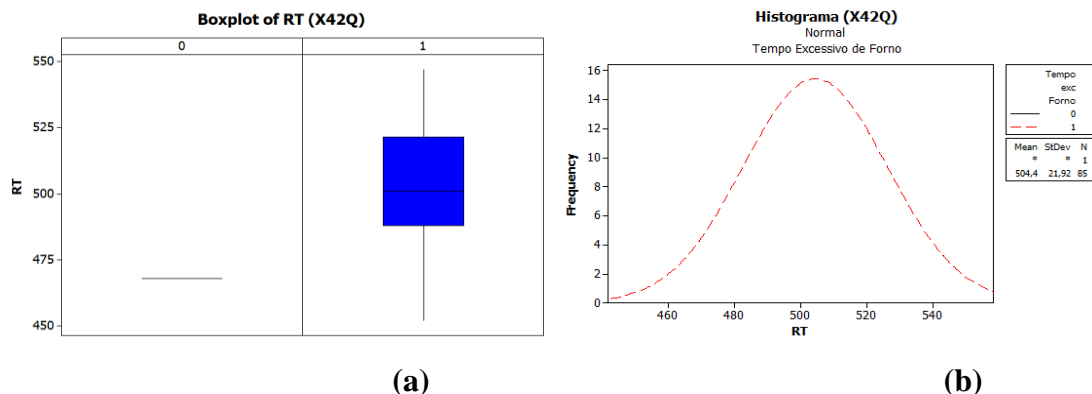 Boxplot of RT (X42Q)
0 1
550
525
500
475
450
RT
(a)
Histograma (X42Q)
Normal
Tempo Excessivo de Forno
16
14
12
10
8
6
4
2
0
Frequency
460 480 500 520 540
RT
Tempo
exc
Forno
0
1
Mean StDev N
* * 1
504,4 21,92 85
(b)